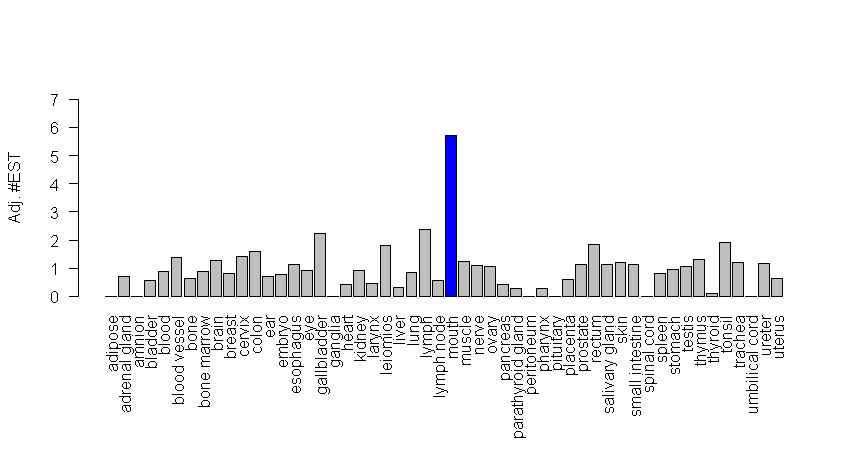 Adj. #EST
7
6
5
4
3
2
1
0
adipose
adrenal gland
amnion
bladder
blood
blood vessel
bone
bone marrow
brain
breast
cervix
colon
ear
embryo
esophagus
eye
gallbladder
ganglia
heart
kidney
larynx
leiomios
liver
lung
lymph
lymph node
mouth
muscle
nerve
ovary
pancreas
parathyroid gland
peritoneum
pharynx
pituitary
placenta
prostate
rectum
salivary gland
skin
small intestine
spinal cord
spleen
stomach
testis
thymus
thyroid
tonsil
trachea
umbilical cord
ureter
uterus